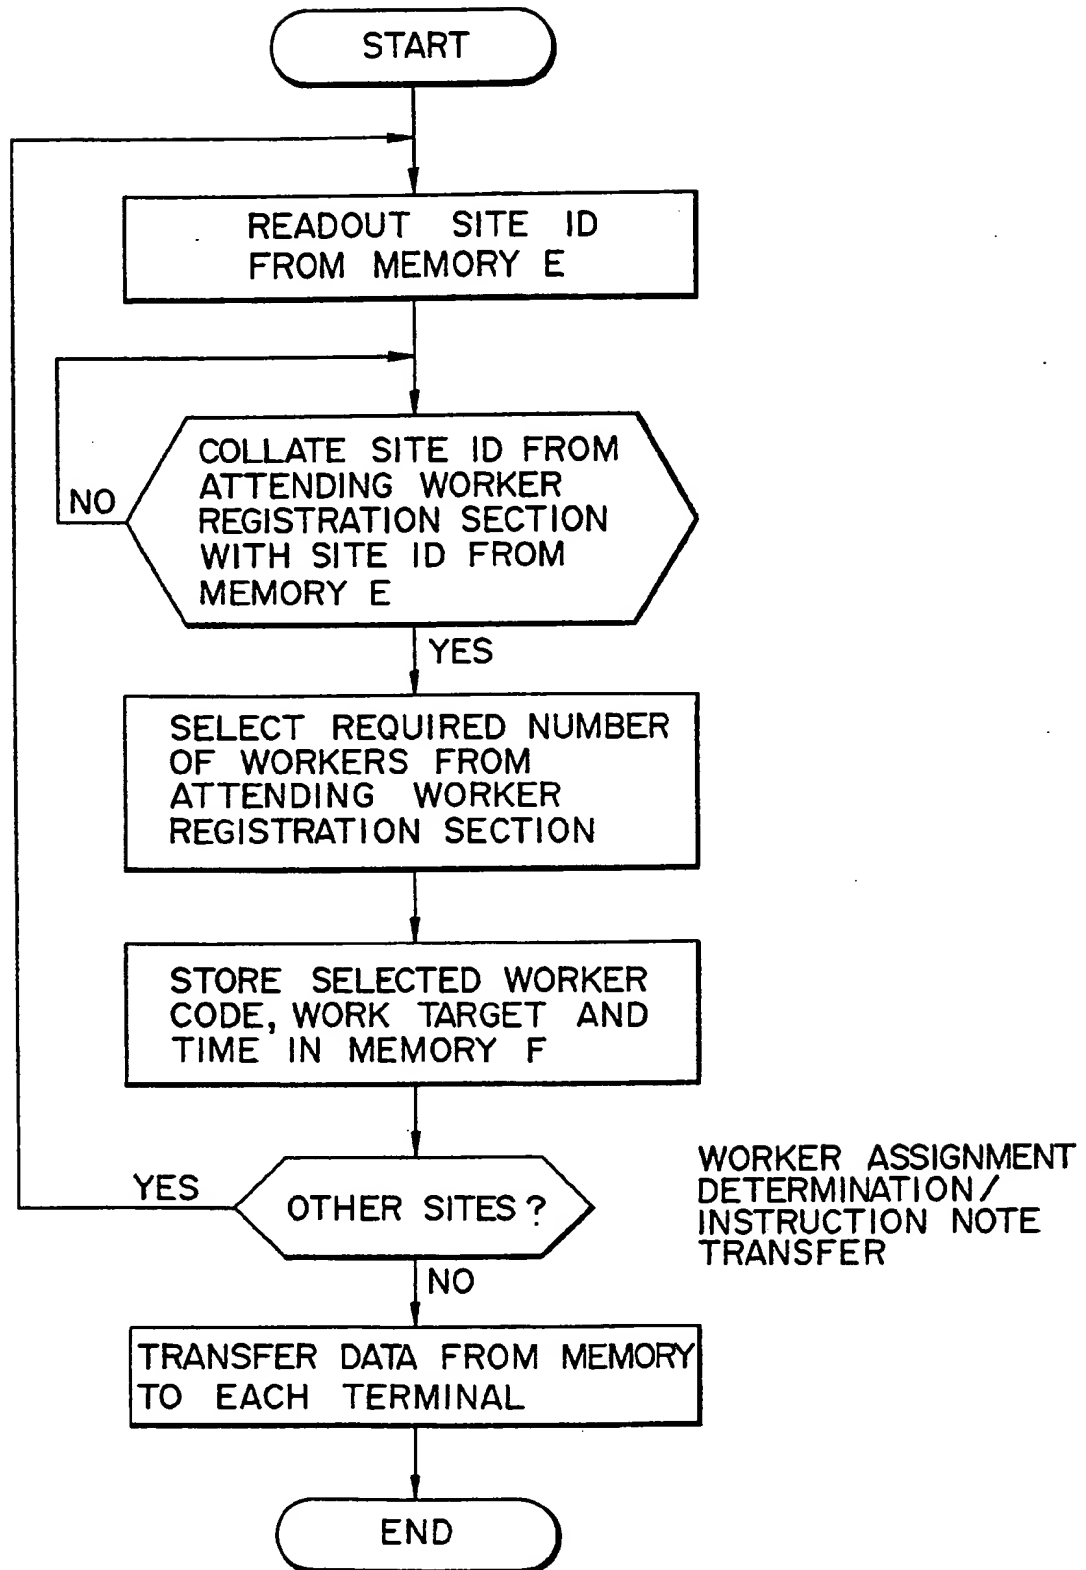 START
READOUT SITE ID
FROM MEMORY E
COLLATE SITE ID FROM
ATTENDING WORKER
REGISTRATION SECTION
WITH SITE ID FROM
MEMORY E
NO
YES
SELECT REQUIRED NUMBER
OF WORKERS FROM
ATTENDING WORKER
REGISTRATION SECTION
STORE SELECTED WORKER
CODE, WORK TARGET AND
TIME IN MEMORY F
YES
OTHER SITES?
NO
WORKER ASSIGNMENT
DETERMINATION/
INSTRUCTION NOTE
TRANSFER
TRANSFER DATA FROM MEMORY
TO EACH TERMINAL
END